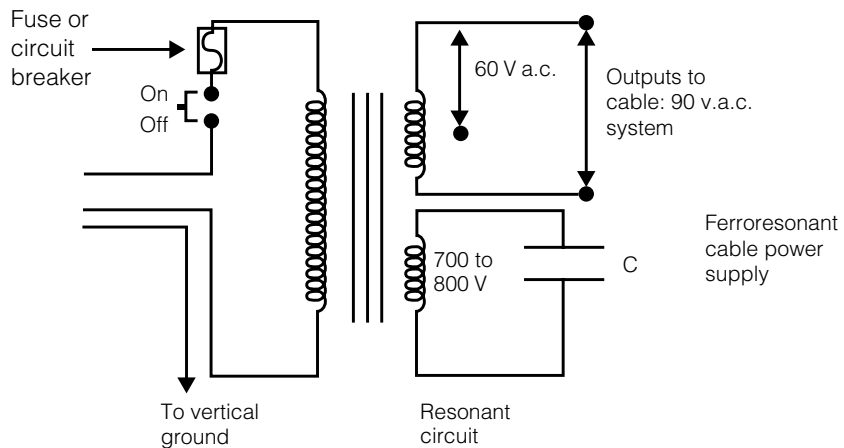 Fuse or
circuit
breaker
On
Off
60 V a.c.
Outputs to
cable: 90 v.a.c.
system
700 to
800 V
C
Ferroresonant
cable power
supply
To vertical
ground
Resonant
circuit